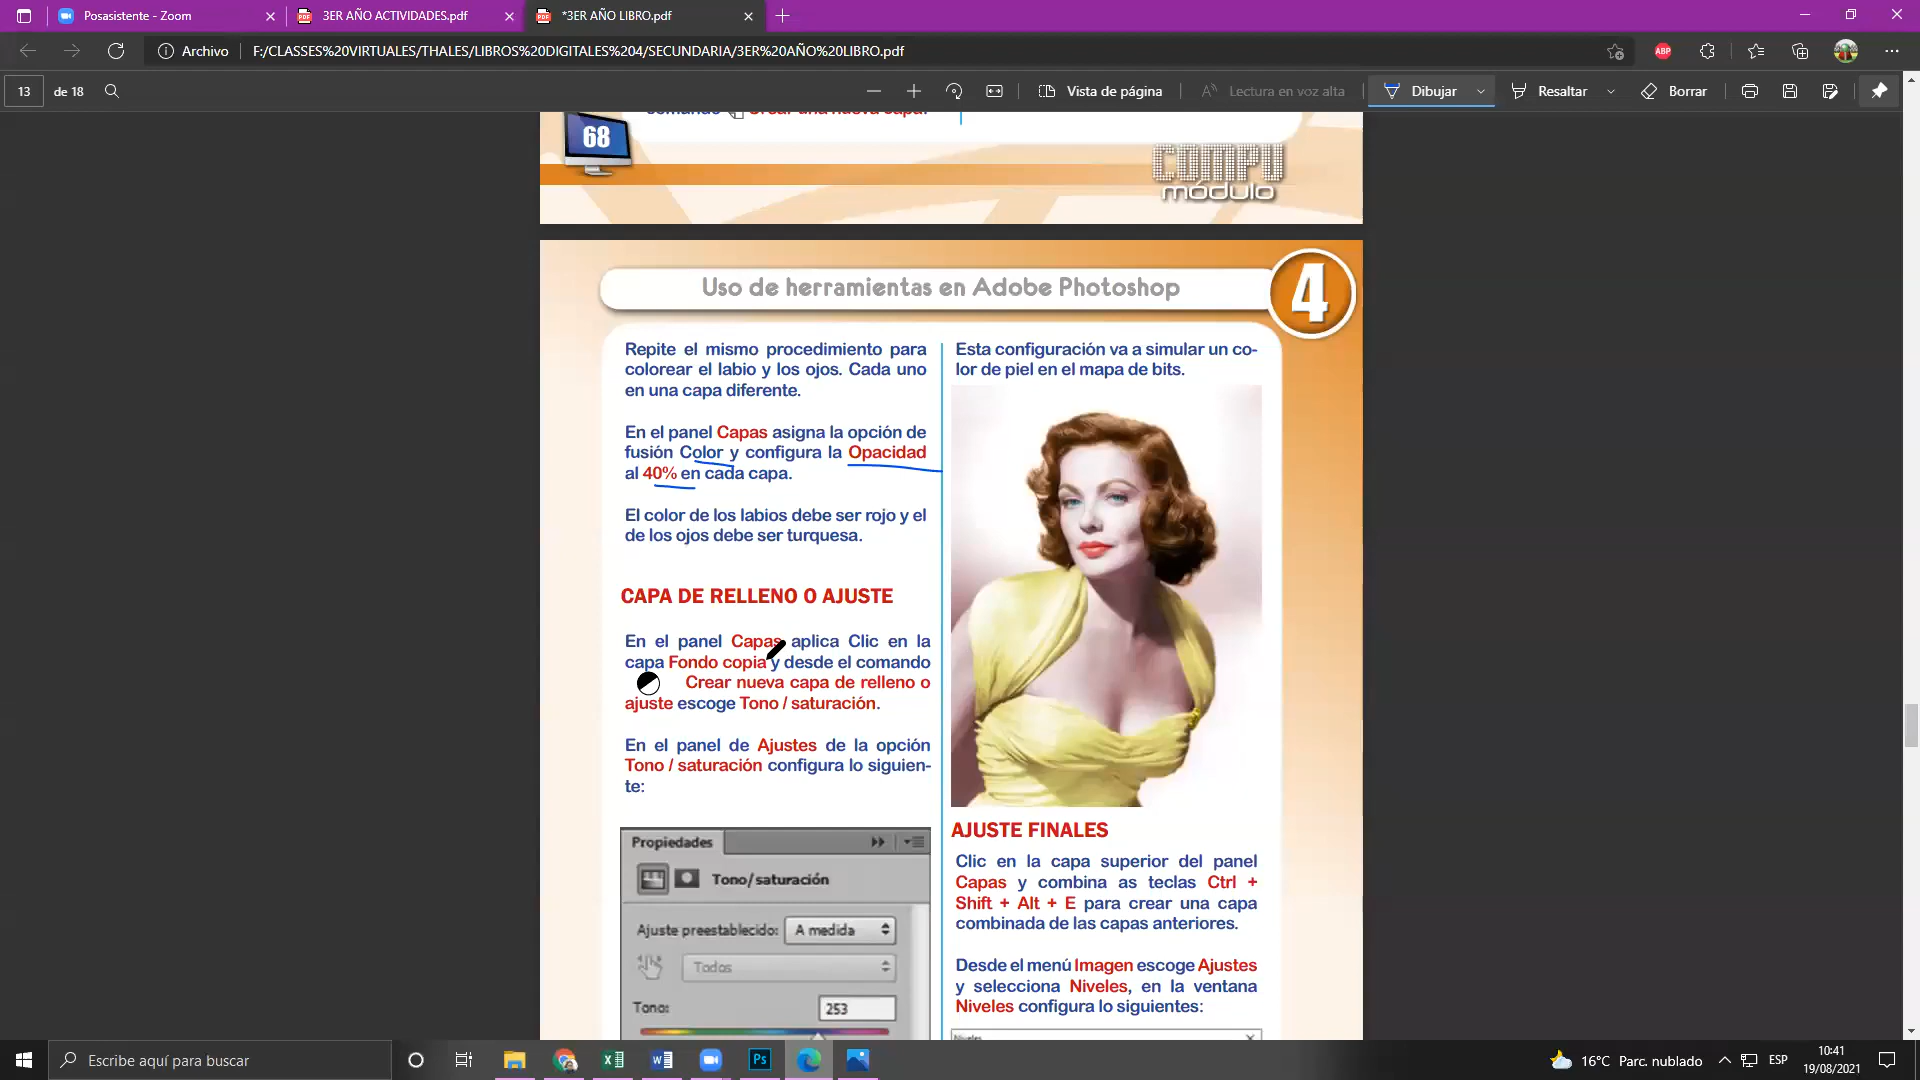 Posasistente - Zoom
3ER AÑO ACTIVIDADES.pdf
*3ER AÑO LIBRO.pdf
Archivo
F:/CLASSES%20VIRTUALES/THALES/LIBROS%20DIGITALES%204/SECUNDARIA/3ER%20AÑO%20LIBRO.pdf
ABP
13
de 18
Vista de página
Lectura en voz alta
Dibujar
Resaltar
Borrar
comando Crear una nueva capa.
68
COMPU
módulo
Uso de herramientas en Adobe Photoshop
4
Repite el mismo procedimiento para
colorear el labio y los ojos. Cada uno
en una capa diferente.
En el panel Capas asigna la opción de
fusión Color y configura la Opacidad
al 40% en cada capa.
El color de los labios debe ser rojo y el
de los ojos debe ser turquesa.
CAPA DE RELLENO O AJUSTE
En el panel Capas aplica Clic en la
capa Fondo copia y desde el comando
Crear nueva capa de relleno o
ajuste escoge Tono / saturación.
En el panel de Ajustes de la opción
Tono / saturación configura lo siguien-
te:
Propiedades
Tono/saturación
Ajuste preestablecido: A medida
Todos
Tono: 253
Esta configuración va a simular un co-
lor de piel en el mapa de bits.
AJUSTE FINALES
Clic en la capa superior del panel
Capas y combina as teclas Ctrl +
Shift + Alt + E para crear una capa
combinada de las capas anteriores.
Desde el menú Imagen escoge Ajustes
y selecciona Niveles, en la ventana
Niveles configura lo siguientes:
Niveles
Escribe aquí para buscar
Ps
16°C Parc. nublado
ESP
10:41
19/08/2021